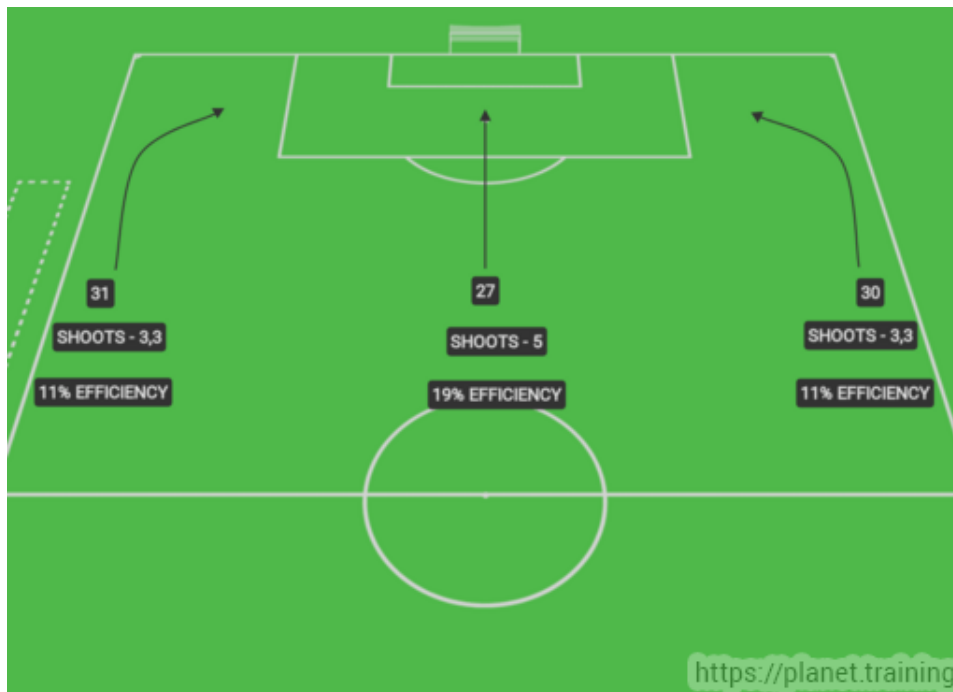 31
27
30
SHOOTS - 3,3
SHOOTS - 5
SHOOTS - 3,3
11% EFFICIENCY
19% EFFICIENCY
11% EFFICIENCY
https://planet.training